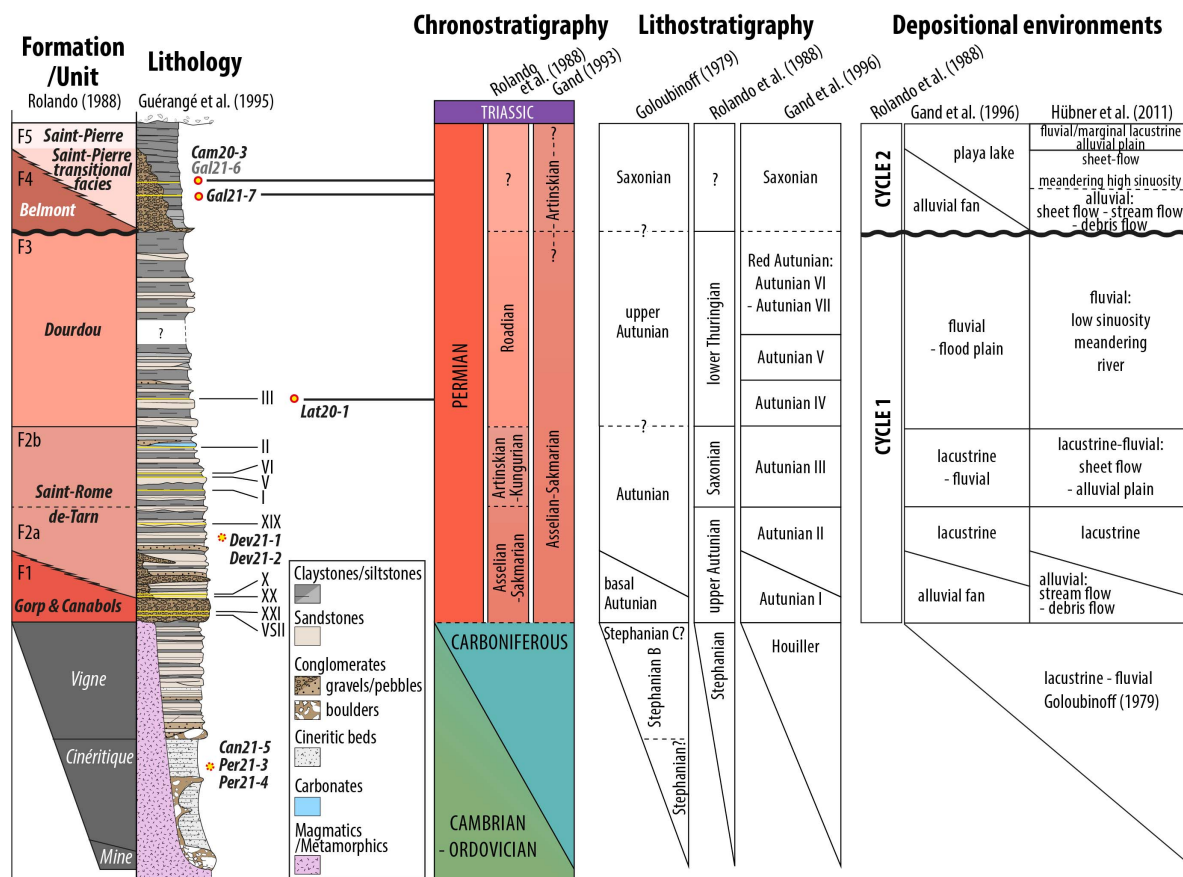 Formation
/Unit
Rolando (1988)
Lithology
Guérangé et al. (1995)
Chronostratigraphy
Rolando
et al. (1988)
Gand (1993)
Lithostratigraphy
Goloubinoff (1979)
Rolando et al. (1988)
Gand et al. (1996)
Depositional environments
Rolando et al. (1988)
Gand et al. (1996)
Hübner et al. (2011)
F5
Saint-Pierre
Saint-Pierre
transitional
facies
F4
Belmont
F3
Dourdou
F2b
Saint-Rome
de-Tarn
F2a
F1
Gorp & Canabols
Vigne
Cinéritique
Mine
?
Cam20-3
Gal21-6
Gal21-7
III
Lat20-1
II
VI
V
I
XIX
Dev21-1
Dev21-2
X
XX
XXI
VSII
Can21-5
Per21-3
Per21-4
Claystones/siltstones
Sandstones
Conglomerates
gravels/pebbles
boulders
Cineritic beds
Carbonates
Magmatics
/Metamorphics
TRIASSIC
PERMIAN
CARBONIFEROUS
CAMBRIAN
- ORDOVICIAN
?
Roadian
Artinskian
-Kungurian
Asselian
-Sakmarian
?
Artinskian
?
Asselian-Sakmarian
Saxonian
?
upper
Autunian
?
Autunian
basal
Autunian
Stephanian C?
Stephanian B
Stephanian?
?
lower Thuringian
Saxonian
upper Autunian
Stephanian
Saxonian
Red Autunian:
Autunian VI
- Autunian VII
Autunian V
Autunian IV
Autunian III
Autunian II
Autunian I
Houiller
CYCLE 2
CYCLE 1
playa lake
alluvial fan
fluvial
- flood plain
lacustrine
- fluvial
lacustrine
alluvial fan
fluvial/marginal lacustrine
alluvial plain
sheet-flow
meandering high sinuosity
alluvial:
sheet flow - stream flow
- debris flow
fluvial:
low sinuosity
meandering
river
lacustrine-fluvial:
sheet flow
- alluvial plain
lacustrine
alluvial:
stream flow
- debris flow
lacustrine - fluvial
Goloubinoff (1979)